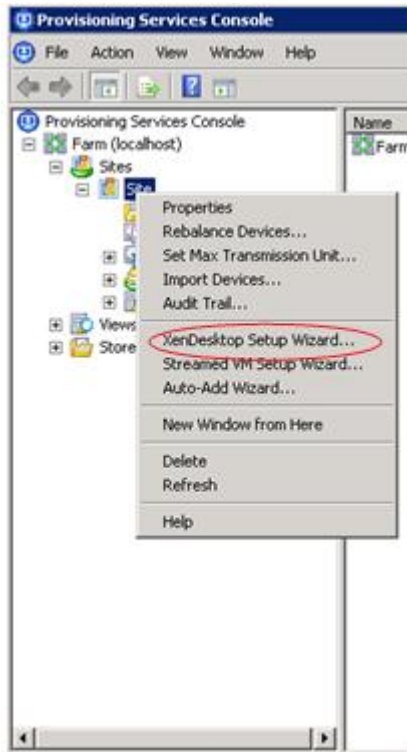 Provisioning Services Console
File Action View Window Help
Provisioning Services Console
Name
Farm (localhost)
Farm
Sites
Site
Properties
Rebalance Devices...
Set Max Transmission Unit...
Import Devices...
Audit Trail...
Views
Store
XenDesktop Setup Wizard...
Streamed VM Setup Wizard...
Auto-Add Wizard...
New Window from Here
Delete
Refresh
Help